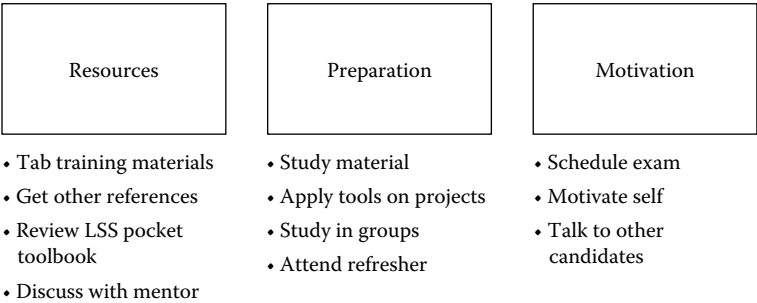 Resources
Preparation
Motivation
• Tab training materials
• Get other references
• Review LSS pocket
toolbook
• Discuss with mentor
• Study material
• Apply tools on projects
• Study in groups
• Attend refresher
• Schedule exam
• Motivate self
• Talk to other
candidates